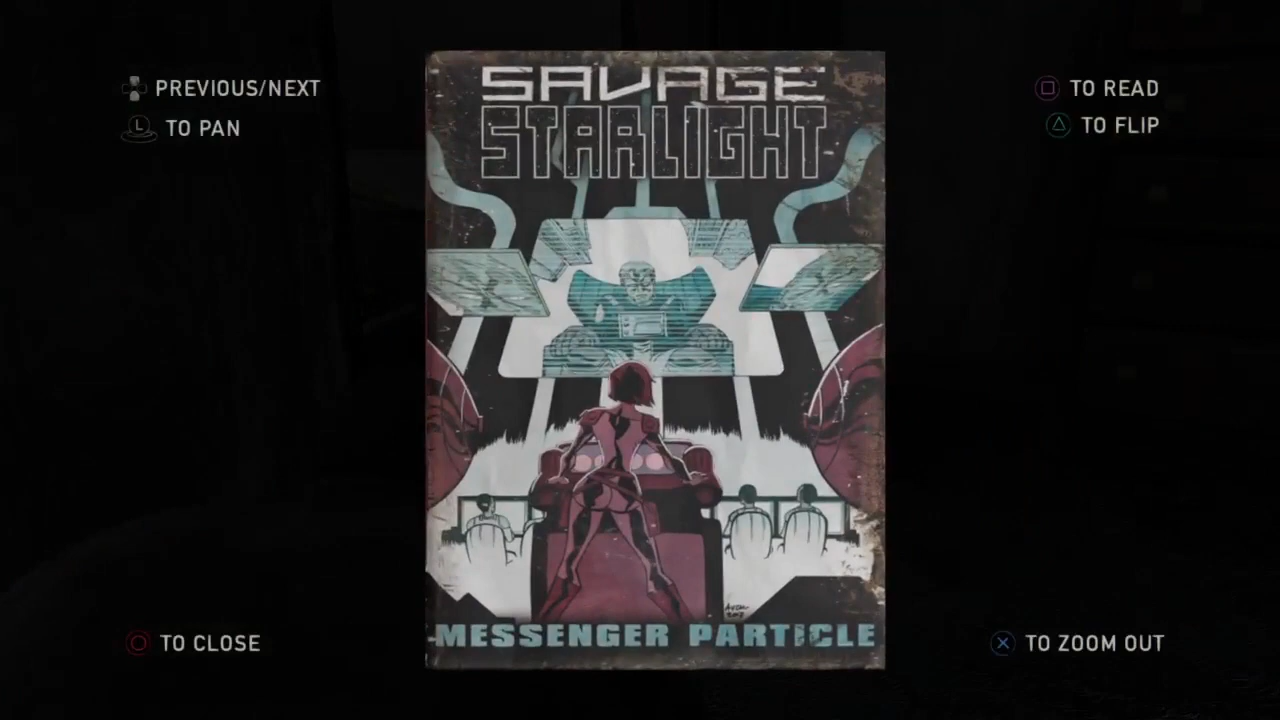 PREVIOUS/NEXT
L TO PAN
TO READ
TO FLIP
SAVAGE
STARLIGHT
MESSENGER PARTICLE
TO CLOSE
TO ZOOM OUT